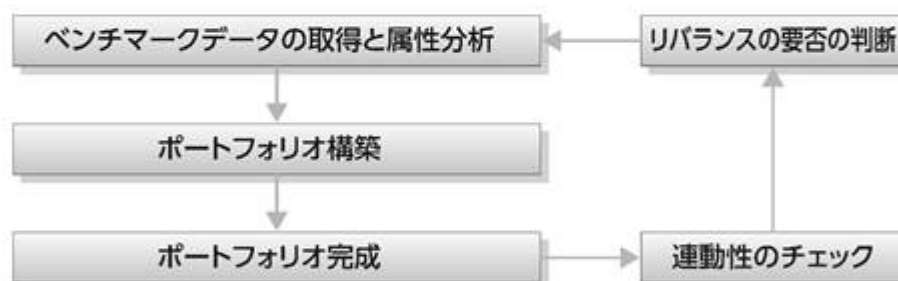 ベンチマークデータの取得と属性分析
リバランスの要否の判断
ポートフォリオ構築
ポートフォリオ完成
連動性のチェック